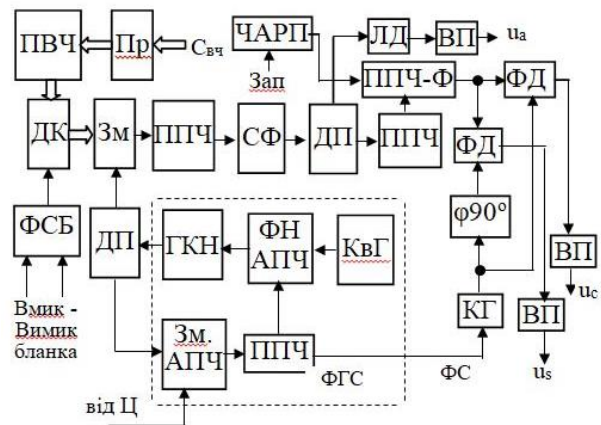 ПВЧ
Пр
Свч
ЧАРП
ЛД
ВП
uа
Зап
ППЧ-Ф
ФД
ДК
Зм
ППЧ
СФ
ДП
ППЧ
ФД
ФСБ
ДП
ГКН
ФН
АПЧ
КвГ
φ90°
ВП
uс
Вмик -
Вимик
бланка
Зм.
АПЧ
ППЧ
КГ
ВП
ФГС
ФС
us
від Ц